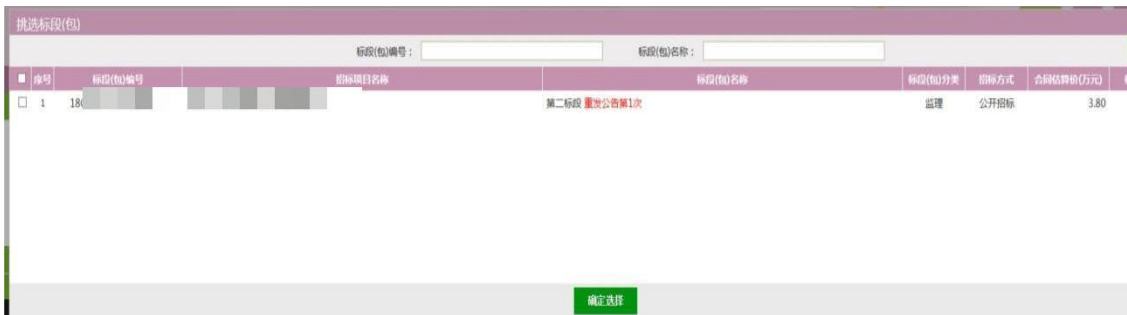 挑选标段(包)
标段(包)编号： 标段(包)名称：
序号 标段(包)编号 招标项目名称 标段(包)名称 标段(包)分类 招标方式 合同估算价(万元)
1 180 第二标段 重发公告第1次 监理 公开招标 3.80
确定选择